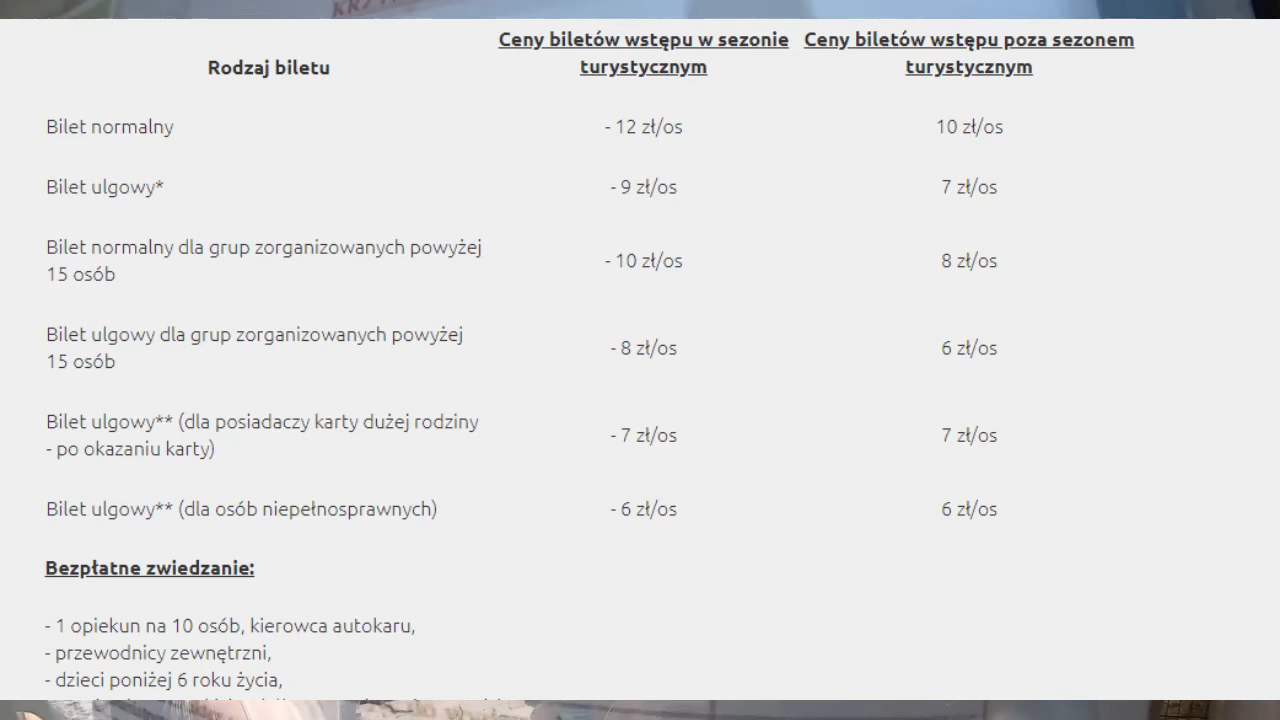 Ceny biletów wstępu w sezonie Ceny biletów wstępu poza sezonem
Rodzaj biletu turystycznym turystycznym
Bilet normalny - 12 zł/os 10 zł/os
Bilet ulgowy* - 9 zł/os 7 zł/os
Bilet normalny dla grup zorganizowanych powyżej
15 osób - 10 zł/os 8 zł/os
Bilet ulgowy dla grup zorganizowanych powyżej
15 osób - 8 zł/os 6 zł/os
Bilet ulgowy** (dla posiadaczy karty dużej rodziny
- po okazaniu karty) - 7 zł/os 7 zł/os
Bilet ulgowy** (dla osób niepełnosprawnych) - 6 zł/os 6 zł/os
Bezpłatne zwiedzanie:
- 1 opiekun na 10 osób, kierowca autokaru,
- przewodnicy zewnętrzni,
- dzieci poniżej 6 roku życia,